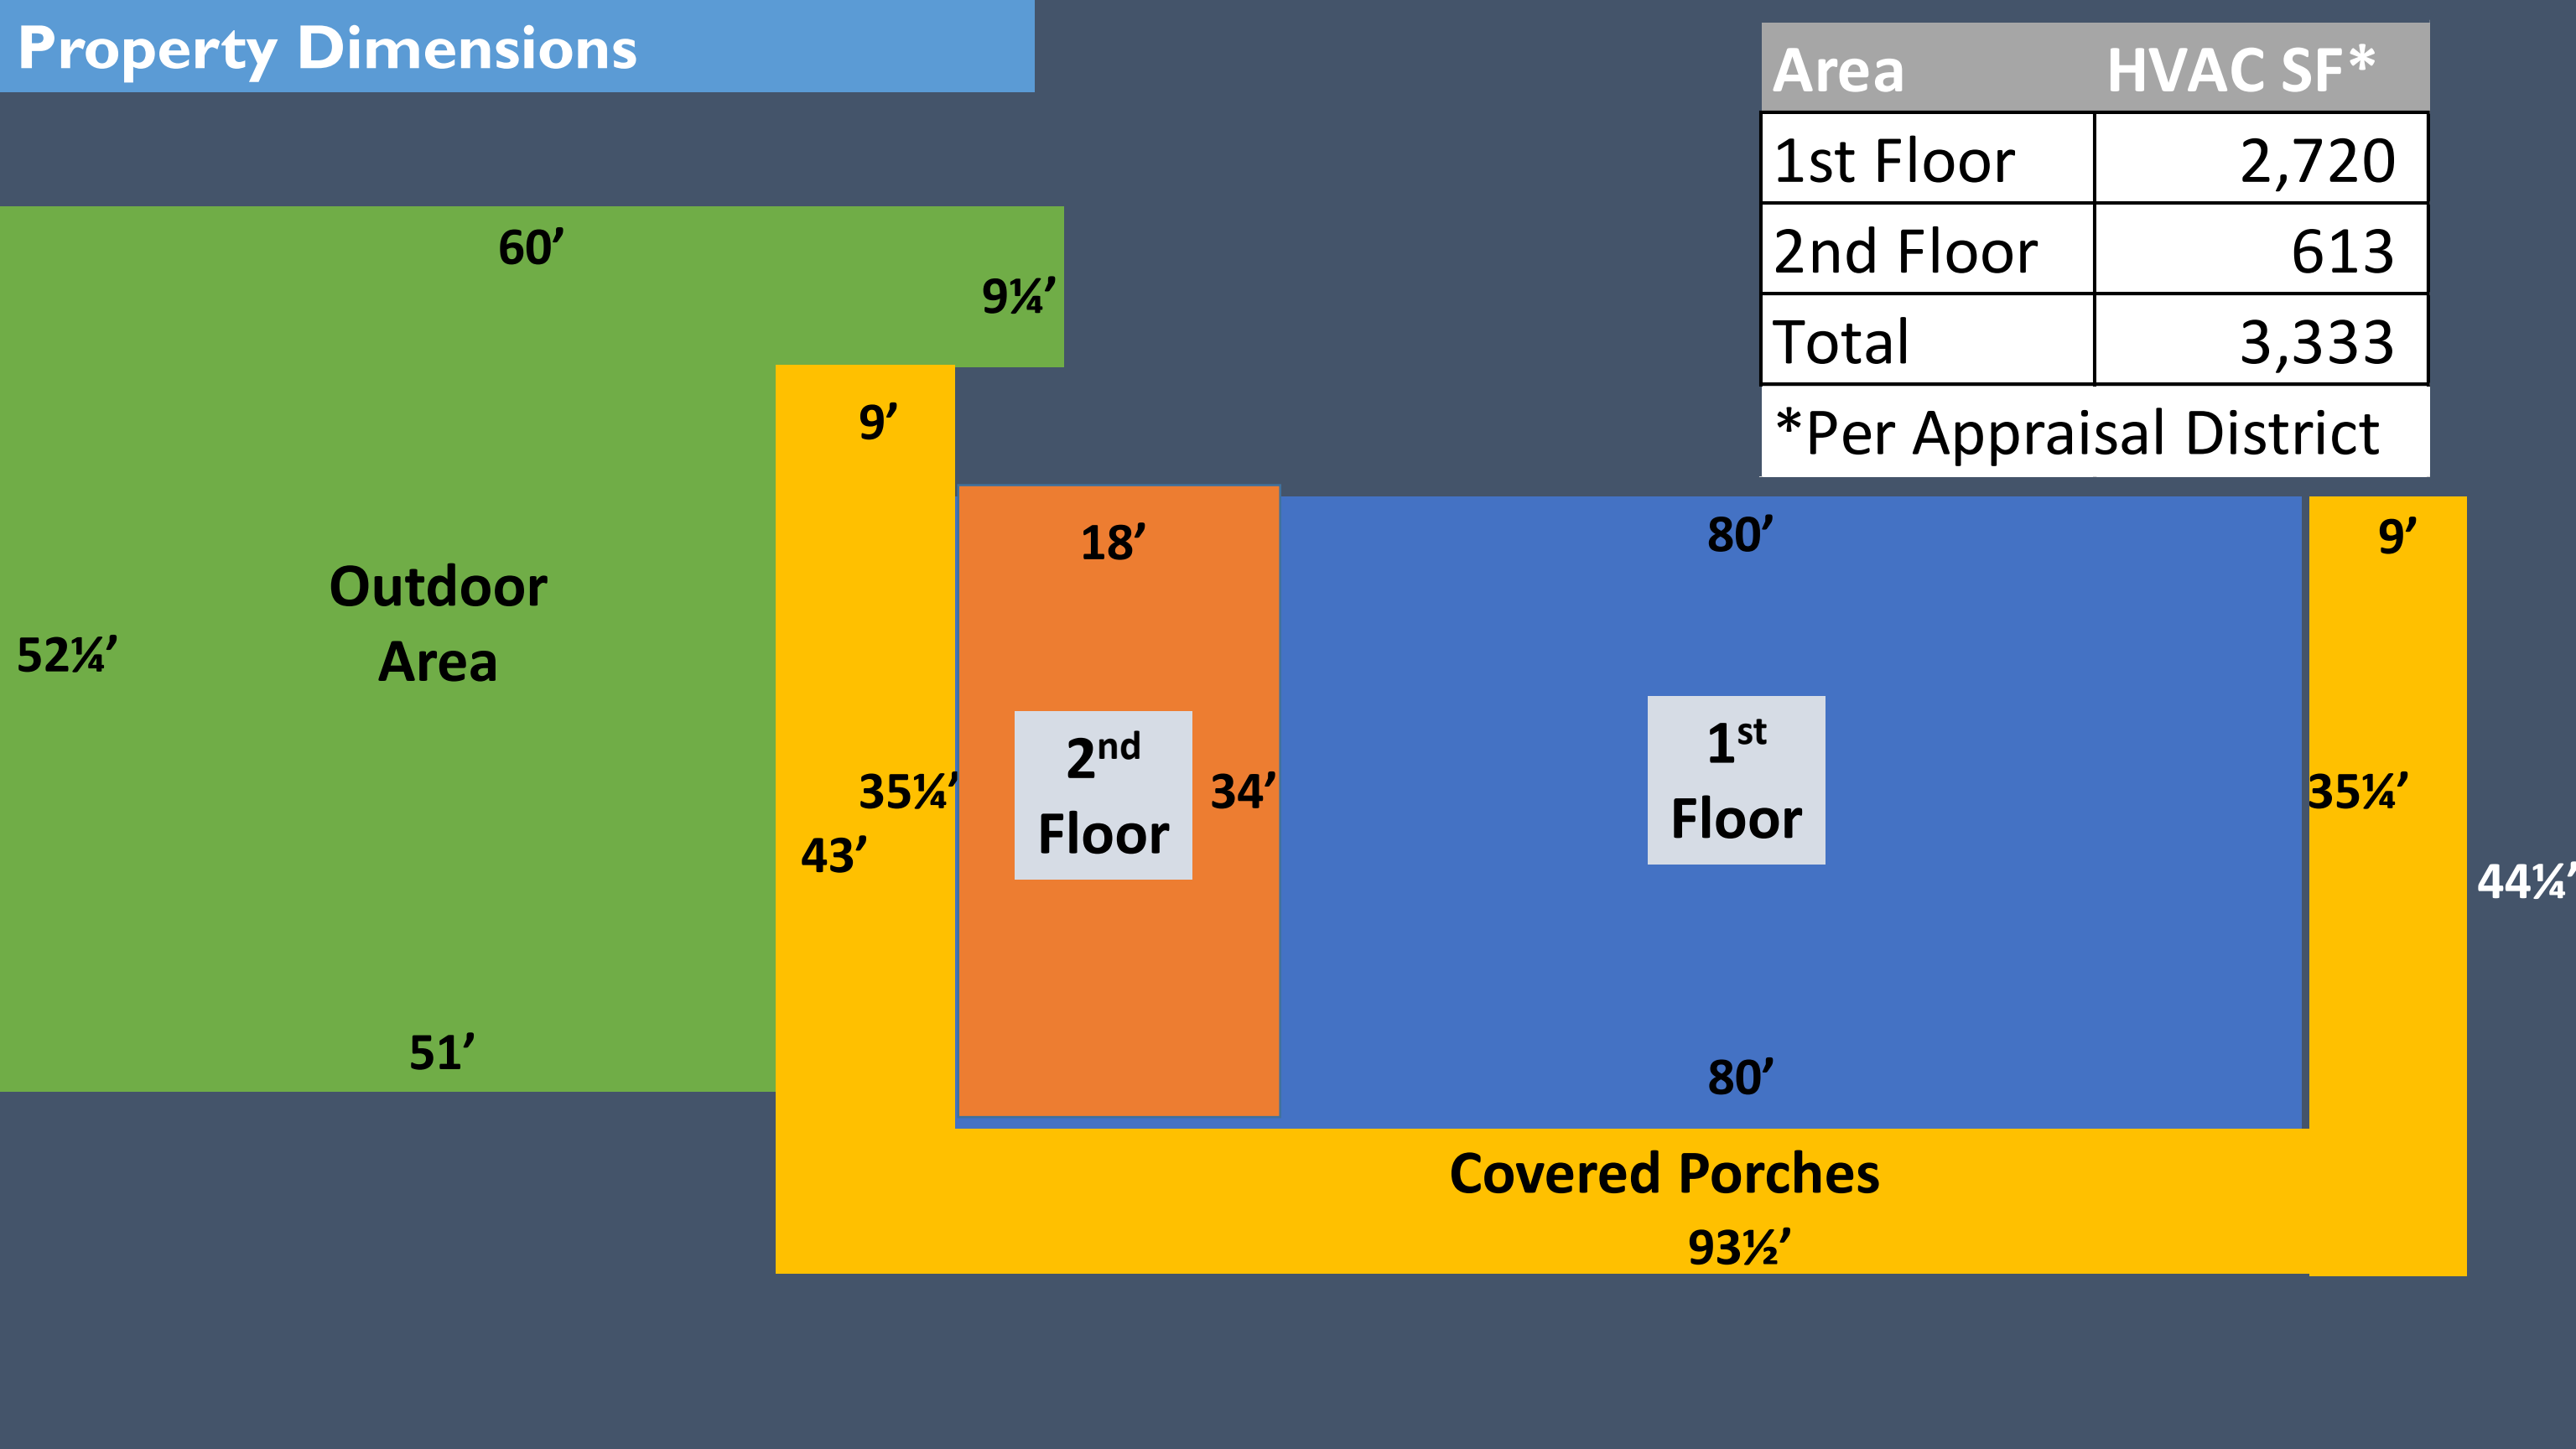 Property Dimensions
Area HVAC SF*
1st Floor 2,720
2nd Floor 613
Total 3,333
*Per Appraisal District
60’
9¼’
9’
18’
80’
9’
Outdoor
Area
52¼’
2nd
Floor
1st
Floor
35¼’
34’
35¼’
43’
44¼’
51’
80’
Covered Porches
93½’